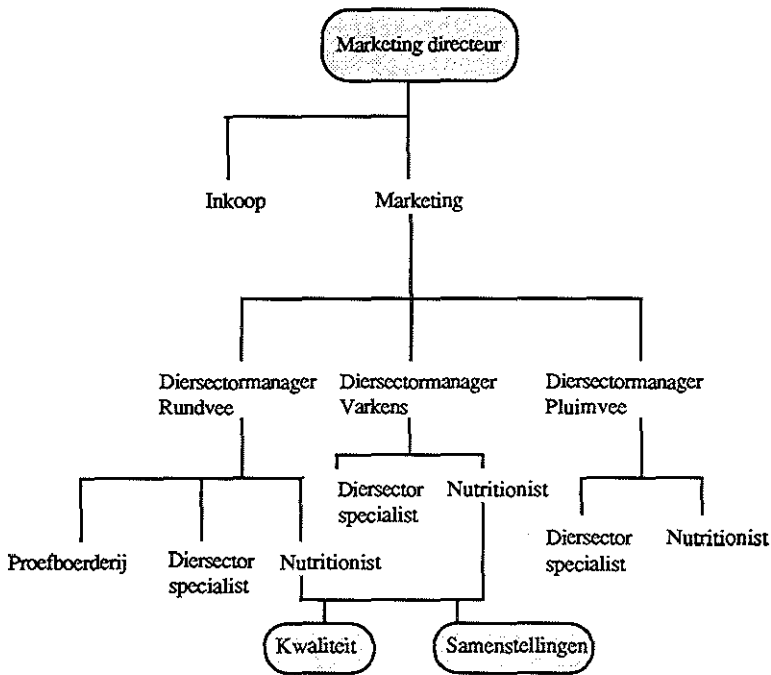 Marketing directeur
Inkoop
Marketing
Diersectormanager
Rundvee
Diersectormanager
Varkens
Diersectormanager
Pluimvee
Diersector
specialist
Nutritionist
Diersector
specialist
Nutritionist
Proefboerderij
Diersector
specialist
Nutritionist
Kwaliteit
Samenstellingen